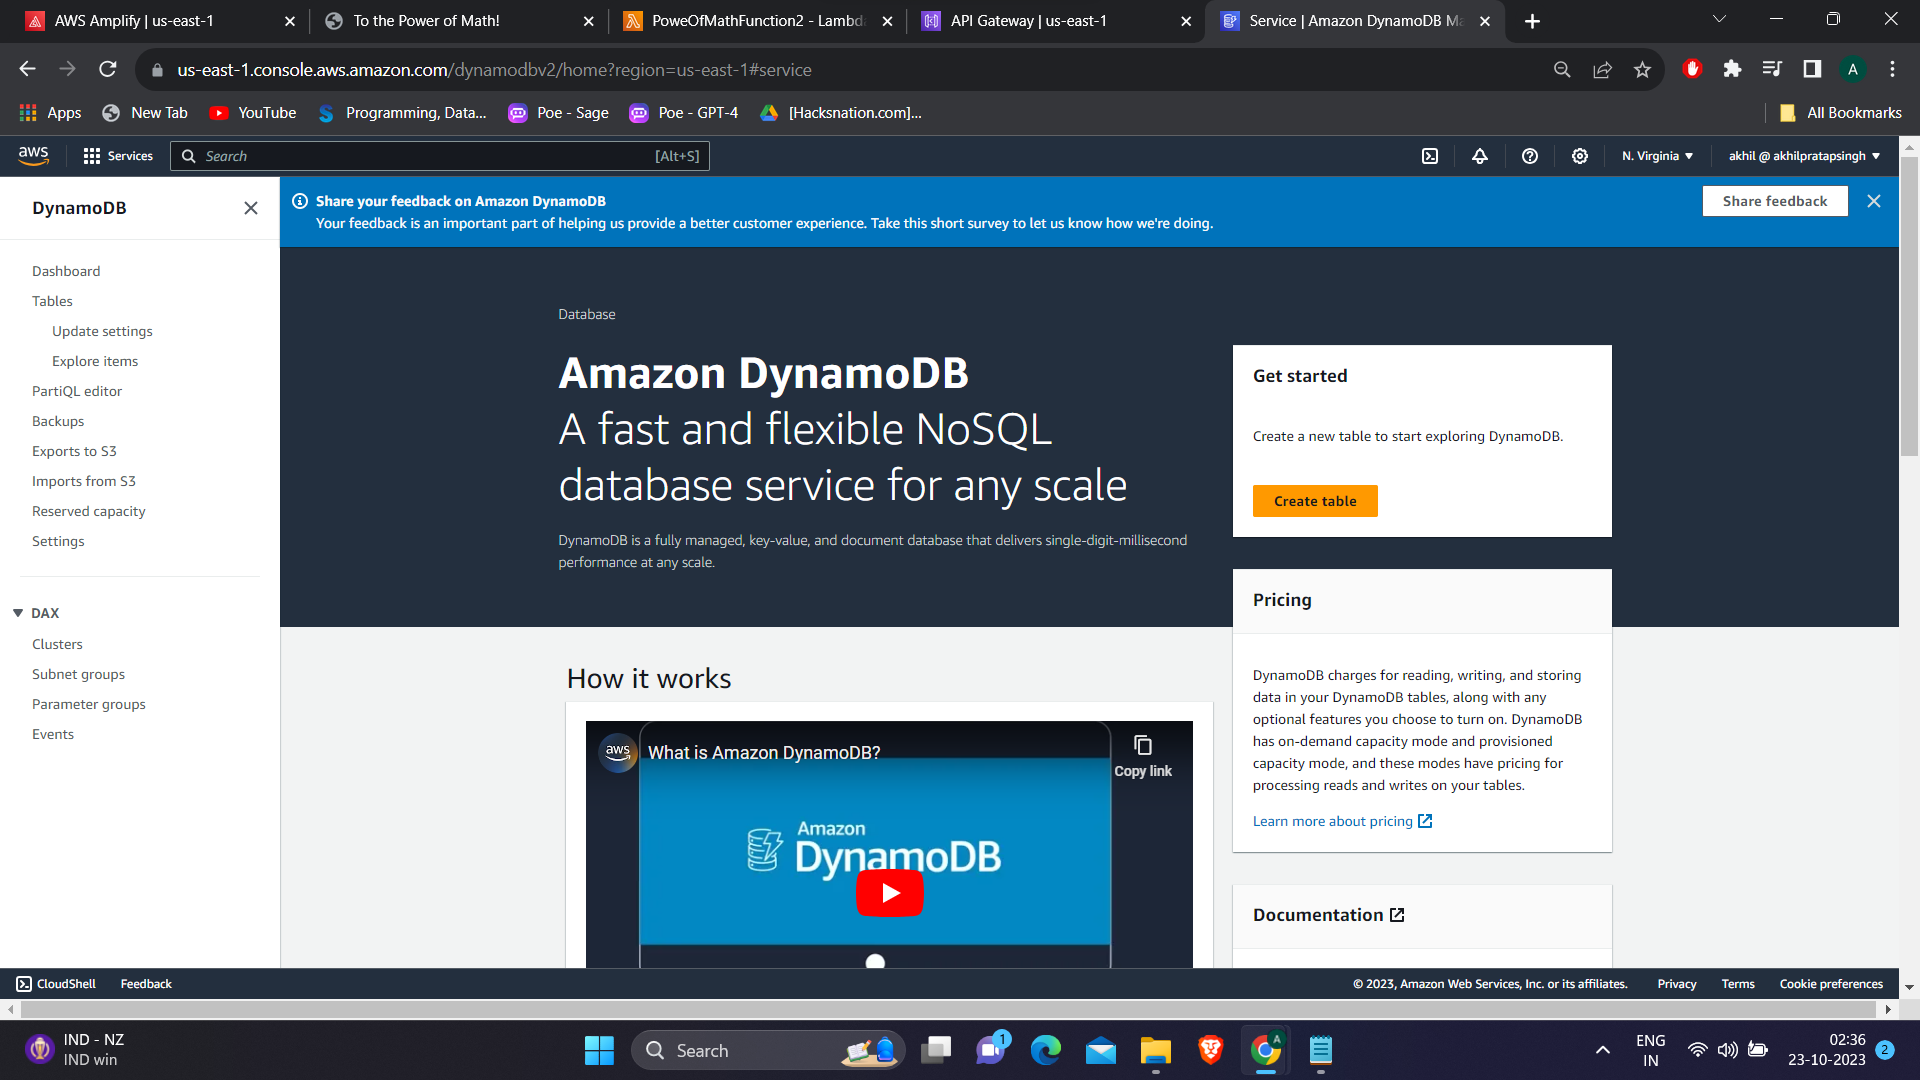 AWS Amplify | us-east-1
To the Power of Math!
PoweOfMathFunction2 - Lambda
API Gateway | us-east-1
Service | Amazon DynamoDB Ma
us-east-1.console.aws.amazon.com/dynamodbv2/home?region=us-east-1#service
A
Apps
New Tab
YouTube
Programming, Data...
Poe - Sage
Poe - GPT-4
[Hacksnation.com]...
All Bookmarks
aws
Services
Search
[Alt+S]
N. Virginia
akhil @ akhilpratapsingh
DynamoDB
Dashboard
Tables
Update settings
Explore items
PartiQL editor
Backups
Exports to S3
Imports from S3
Reserved capacity
Settings
DAX
Clusters
Subnet groups
Parameter groups
Events
Share your feedback on Amazon DynamoDB
Your feedback is an important part of helping us provide a better customer experience. Take this short survey to let us know how we're doing.
Share feedback
Database
Amazon DynamoDB
A fast and flexible NoSQL
database service for any scale
DynamoDB is a fully managed, key-value, and document database that delivers single-digit-millisecond
performance at any scale.
Get started
Create a new table to start exploring DynamoDB.
Create table
Pricing
DynamoDB charges for reading, writing, and storing
data in your DynamoDB tables, along with any
optional features you choose to turn on. DynamoDB
has on-demand capacity mode and provisioned
capacity mode, and these modes have pricing for
processing reads and writes on your tables.
Learn more about pricing
Documentation
How it works
aws
What is Amazon DynamoDB?
Copy link
Amazon
DynamoDB
CloudShell
Feedback
© 2023, Amazon Web Services, Inc. or its affiliates.
Privacy
Terms
Cookie preferences
IND - NZ
IND win
Search
1
A
ENG
IN
02:36
23-10-2023
2